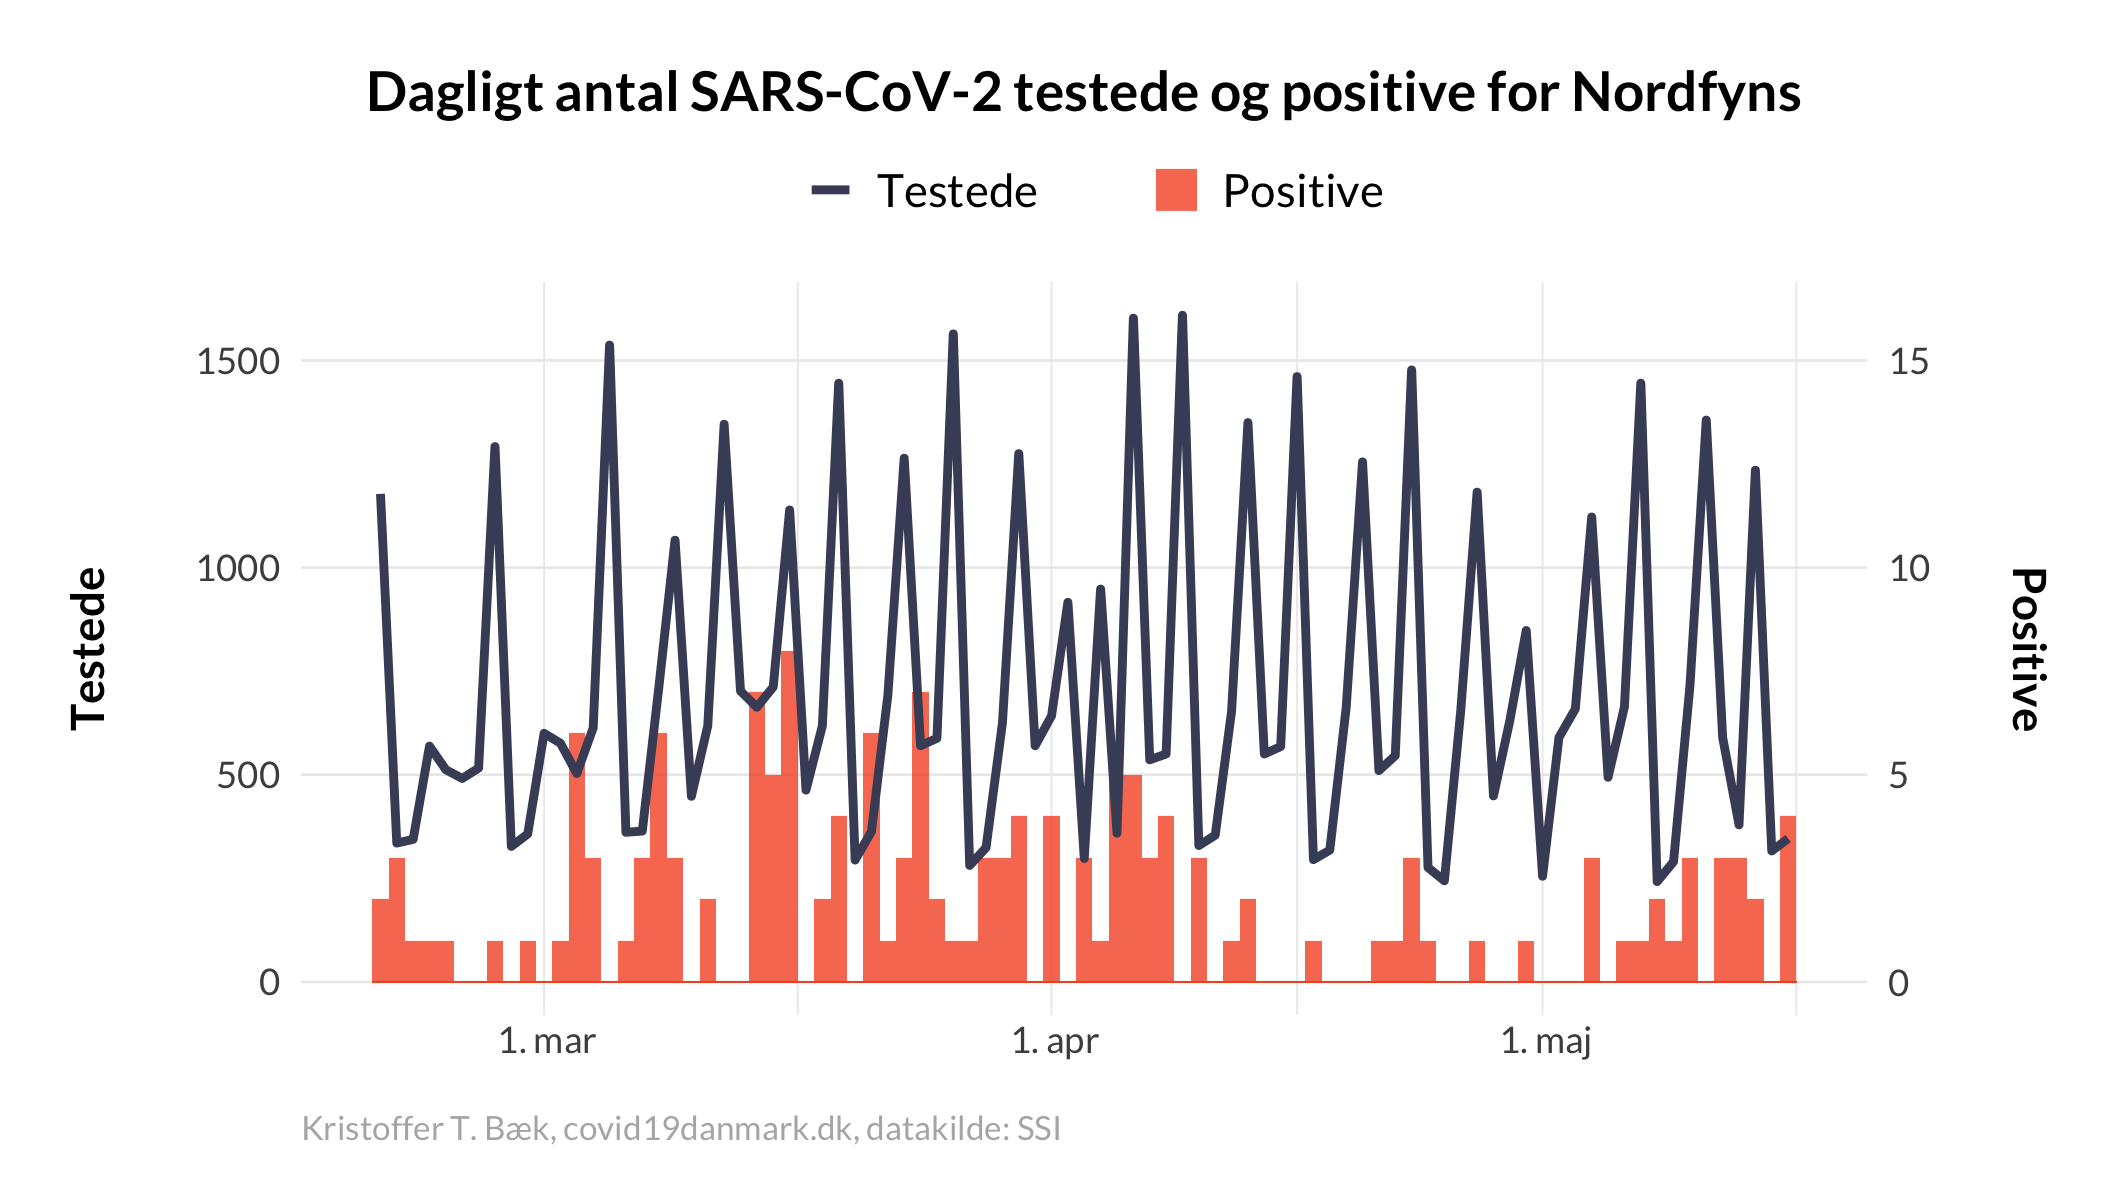 Dagligt antal SARS-CoV-2 testede og positive for Nordfyns
Testede
Positive
1500
1000
500
0
15
10
5
0
Testede
Positive
1. mar
1. apr
1. maj
Kristoffer T. Bæk, covid19danmark.dk, datakilde: SSI